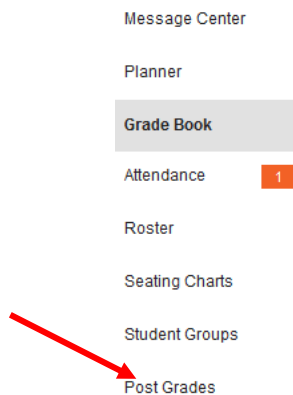 Message Center
Planner
Grade Book
Attendance 1
Roster
Seating Charts
Student Groups
Post Grades